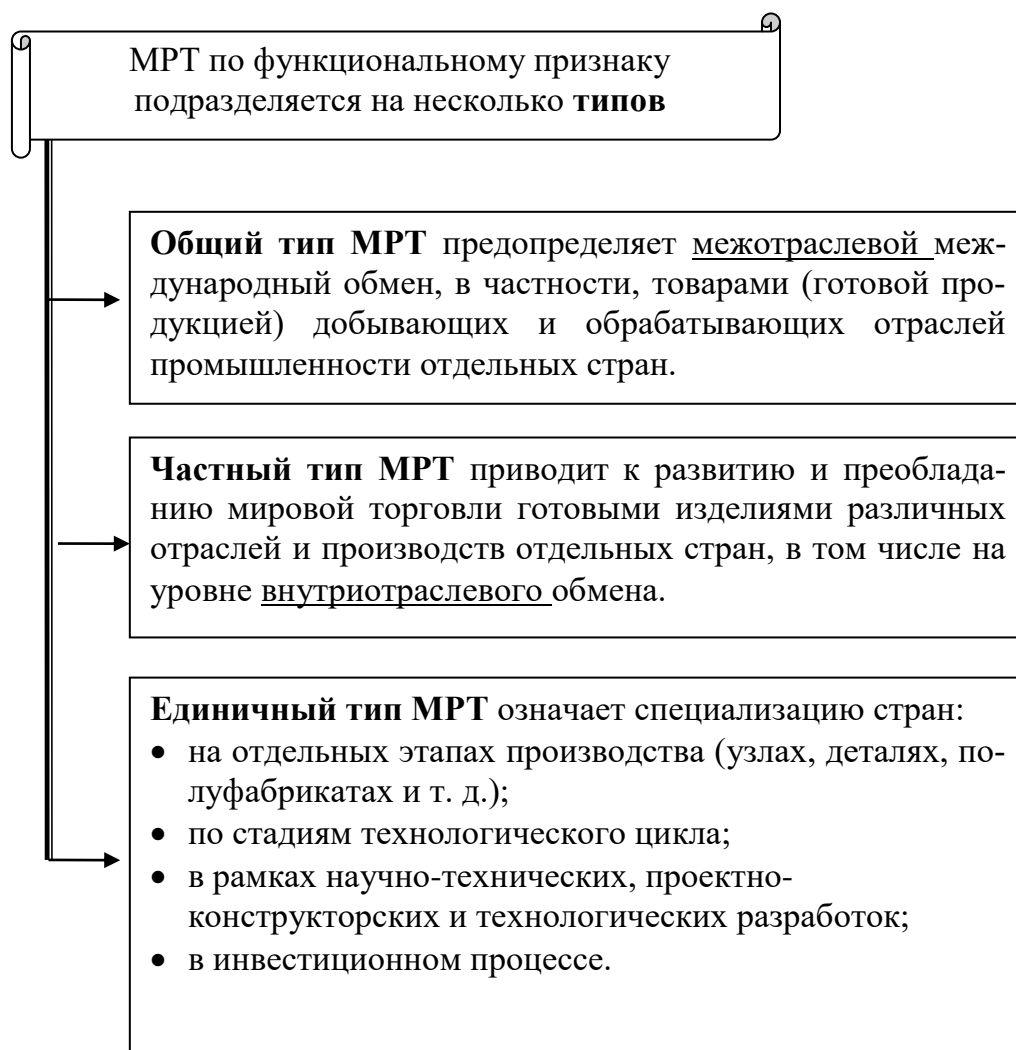 МРТ по функциональному признаку
подразделяется на несколько типов
Общий тип МРТ предопределяет межотраслевой меж-
дународный обмен, в частности, товарами (готовой про-
дукцией) добывающих и обрабатывающих отраслей
промышленности отдельных стран.
Частный тип МРТ приводит к развитию и преоблада-
нию мировой торговли готовыми изделиями различных
отраслей и производств отдельных стран, в том числе на
уровне внутриотраслевого обмена.
Единичный тип МРТ означает специализацию стран:
• на отдельных этапах производства (узлах, деталях, по-
луфабрикатах и т. д.);
• по стадиям технологического цикла;
• в рамках научно-технических, проектно-
конструкторских и технологических разработок;
• в инвестиционном процессе.